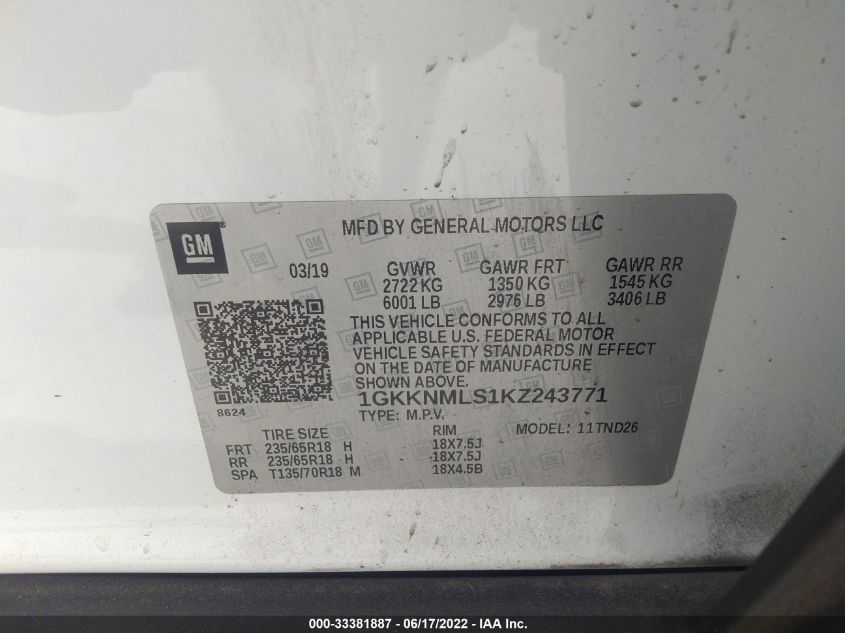 GM
MFD BY GENERAL MOTORS LLC
03/19 GVWR GAWR FRT GAWR RR
2722 KG 1350 KG 1545 KG
6001 LB 2976 LB 3406 LB
THIS VEHICLE CONFORMS TO ALL
APPLICABLE U.S. FEDERAL MOTOR
VEHICLE SAFETY STANDARDS IN EFFECT
ON THE DATE OF MANUFACTURE
SHOWN ABOVE.
8624
1GKKNMLS1KZ243771
TYPE: M.P.V.
TIRE SIZE RIM MODEL: 11TND26
FRT 235/65R18 H 18X7.5J
RR 235/65R18 H 18X7.5J
SPA T135/70R18 M 18X4.5B
000-33381887 - 06/17/2022 - IAA Inc.